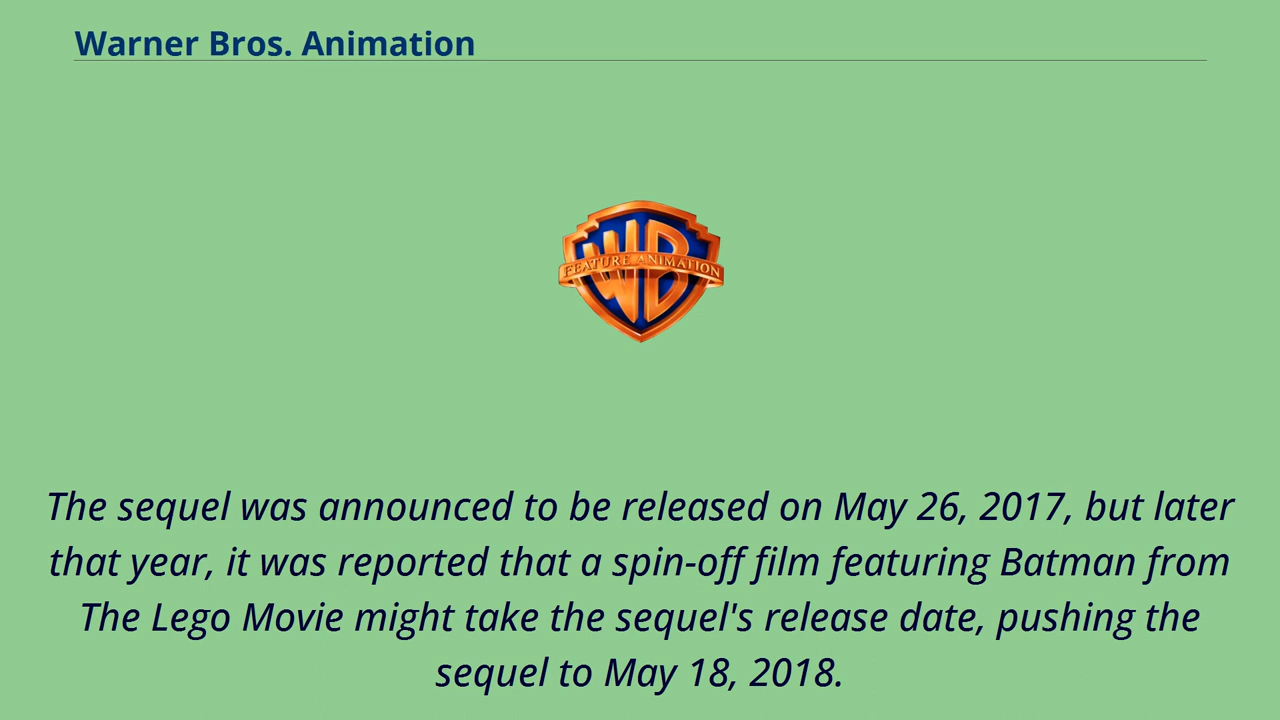 Warner Bros. Animation
WB
FEATURE ANIMATION
The sequel was announced to be released on May 26, 2017, but later
that year, it was reported that a spin-off film featuring Batman from
The Lego Movie might take the sequel's release date, pushing the
sequel to May 18, 2018.